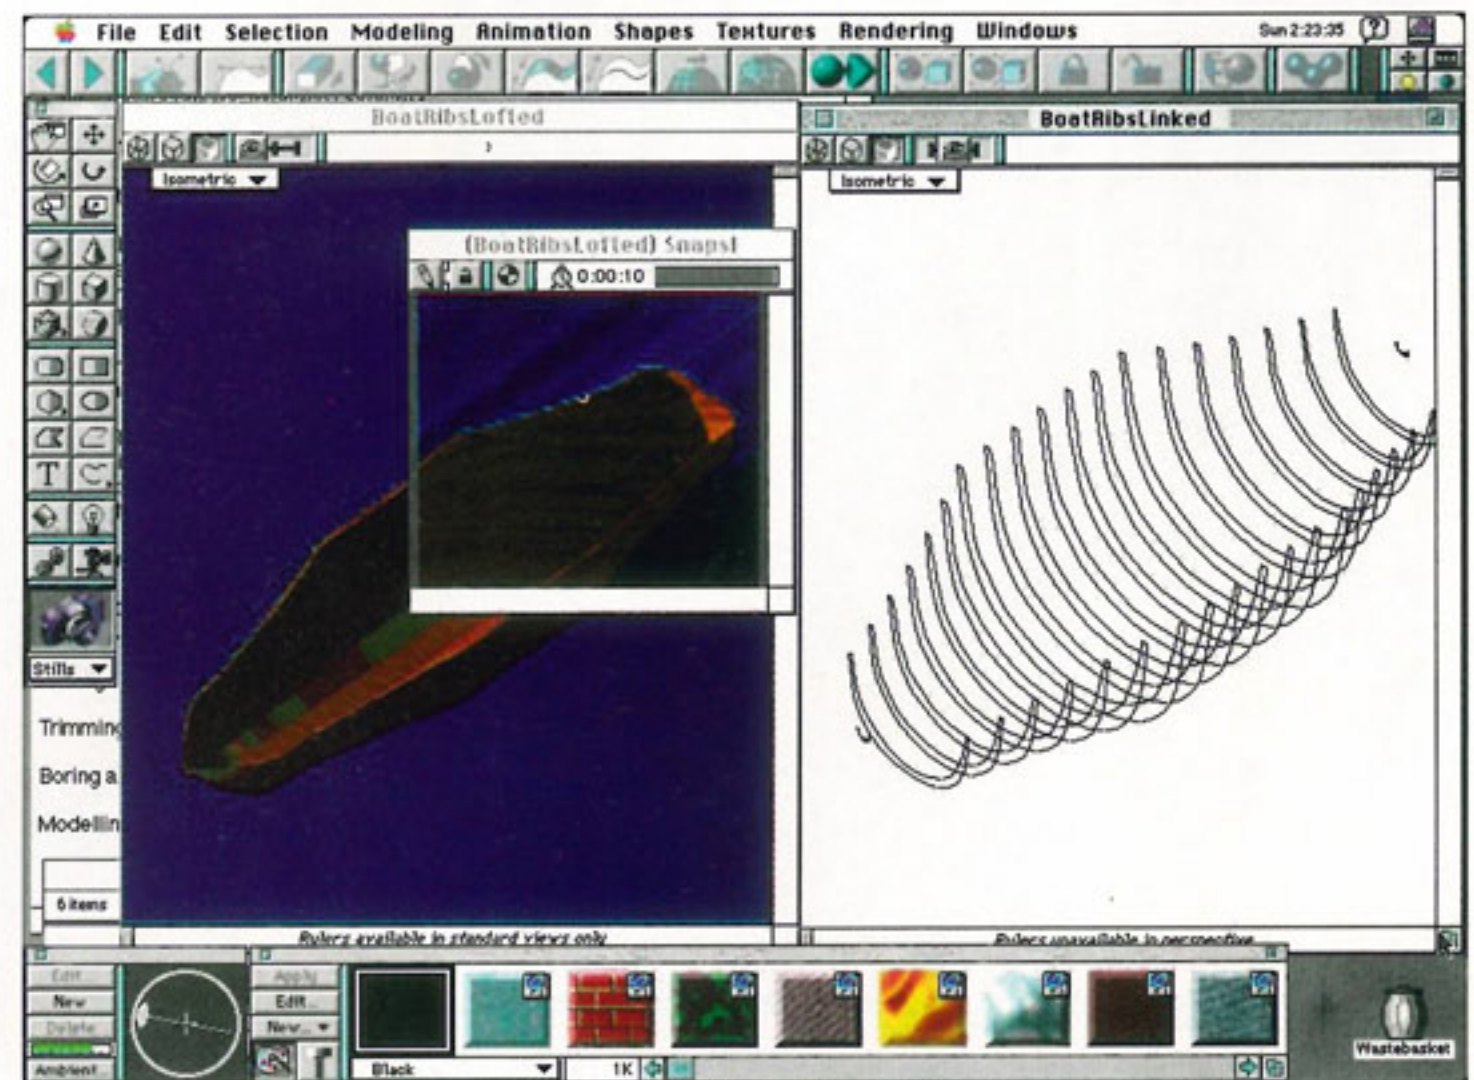 File Edit Selection Modeling Animation Shapes Textures Rendering Windows Sun 2:23:35
BoatRibsLofted
BoatRibsLinked
Isometric
Isometric
(BoatRibsLofted) Snaps!
0:00:10
T
Stills
Trimming
Boring a
Modellin
6 items
Rulers available in standard views only
Rulers unavailable in perspective
Edit
New
Delete
Ambient
Apply
Edit...
New...
Black
1K
Wastebasket